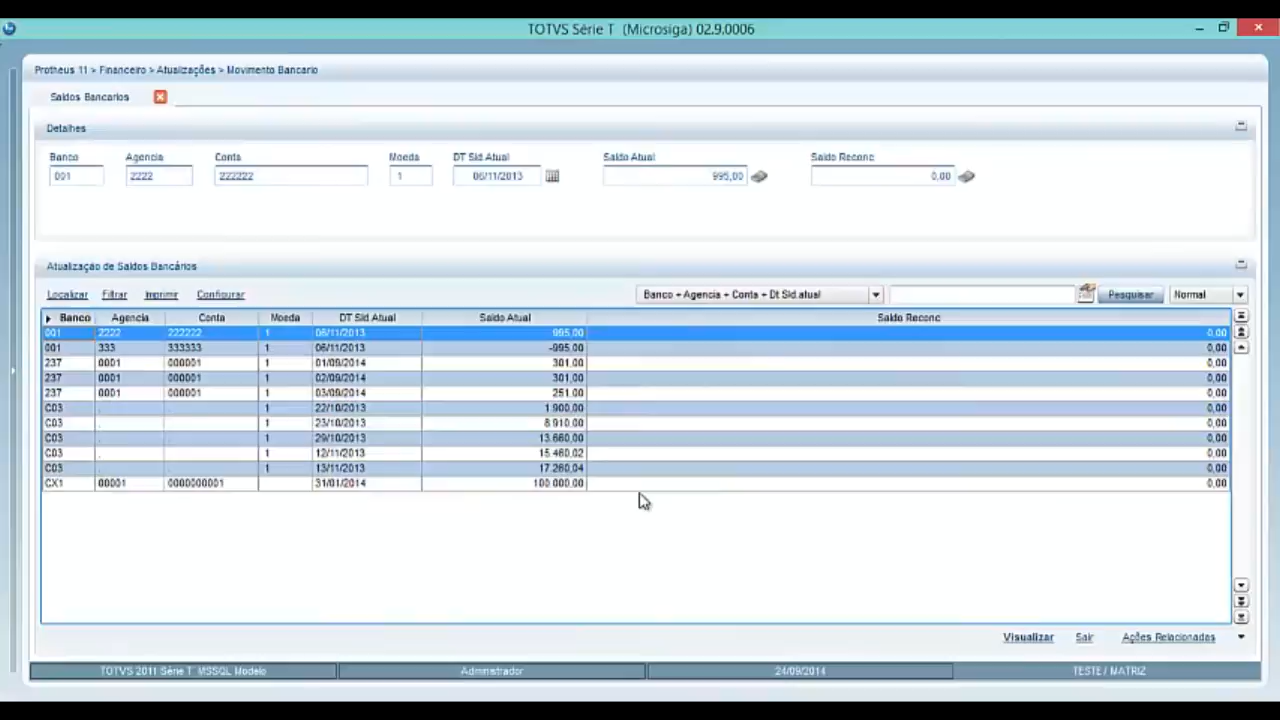 TOTVS Série T (Microsiga) 02.9.0006
Protheus 11 > Financeiro > Atualizações > Movimento Bancario
Saldos Bancarios
Detalhes
Banco Agencia Conta Moeda DT Sld.Atual Saldo Atual Saldo Reconc
001 2222 222222 1 06/11/2013 995,00 0,00
Atualização de Saldos Bancários
Localizar Filtrar Imprimir Configurar Banco + Agencia + Conta + Dt Sld.atual Pesquisar Normal
Banco Agencia Conta Moeda DT Sld.Atual Saldo Atual Saldo Reconc
001 2222 222222 1 06/11/2013 995,00 0,00
001 333 333333 1 06/11/2013 -995,00 0,00
237 0001 000001 1 01/09/2014 301,00 0,00
237 0001 000001 1 02/09/2014 301,00 0,00
237 0001 000001 1 03/09/2014 251,00 0,00
C03 . . 1 22/10/2013 1.900,00 0,00
C03 . . 1 23/10/2013 8.910,00 0,00
C03 . . 1 29/10/2013 13.660,00 0,00
C03 . . 1 12/11/2013 15.460,02 0,00
C03 . . 1 13/11/2013 17.260,04 0,00
CX1 00001 0000000001 31/01/2014 100.000,00 0,00
Visualizar Sair Ações Relacionadas
TOTVS 2011 Série T MSSQL Modelo Administrador 24/09/2014 TESTE / MATRIZ